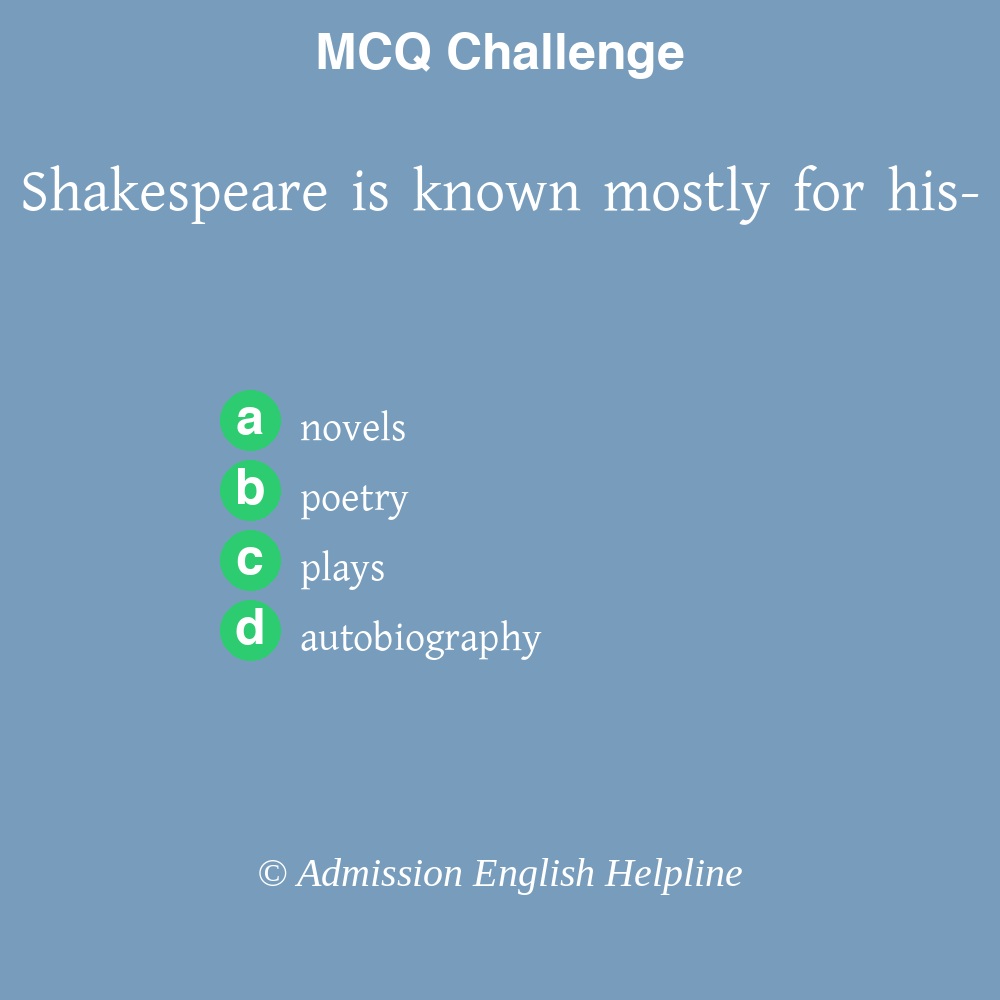 MCQ Challenge
Shakespeare is known mostly for his-
a novels
b poetry
c plays
d autobiography
© Admission English Helpline